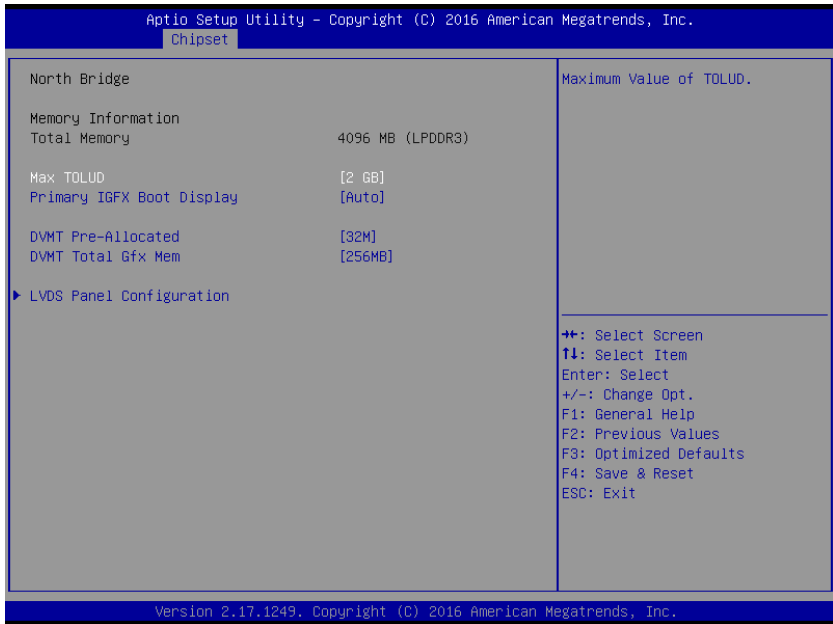 Aptio Setup Utility – Copyright (C) 2016 American Megatrends, Inc.
Chipset
North Bridge
Memory Information
Total Memory 4096 MB (LPDDR3)
Max TOLUD [2 GB]
Primary IGFX Boot Display [Auto]
DVMT Pre-Allocated [32M]
DVMT Total Gfx Mem [256MB]
LVDS Panel Configuration
Maximum Value of TOLUD.
→←: Select Screen
↑↓: Select Item
Enter: Select
+/-: Change Opt.
F1: General Help
F2: Previous Values
F3: Optimized Defaults
F4: Save & Reset
ESC: Exit
Version 2.17.1249. Copyright (C) 2016 American Megatrends, Inc.